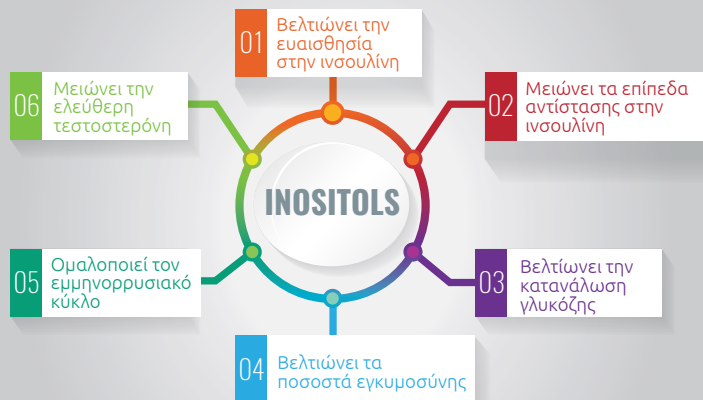 01
Βελτιώνει την
ευαισθησία
στην ινσουλίνη
02
Μειώνει τα επίπεδα
αντίστασης στην
ινσουλίνη
03
Βελτίωνει την
κατανάλωση
γλυκόζης
04
Βελτιώνει τα
ποσοστά εγκυμοσύνης
05
Ομαλοποιεί τον
εμμηνορρυσιακό
κύκλο
06
Μειώνει την
ελεύθερη
τεστοστερόνη
INOSITOLS